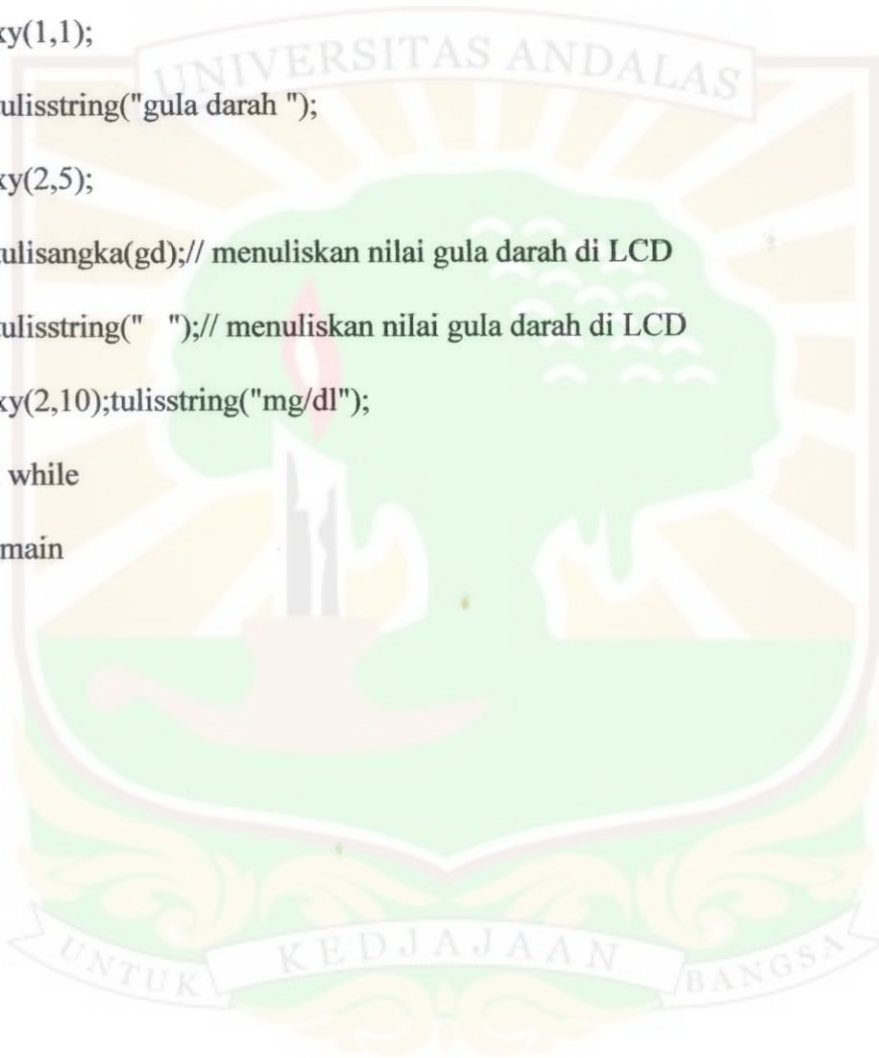 UNIVERSITAS ANDALAS
xy(1,1);
ulisstring("gula darah ");
xy(2,5);
ulisangka(gd);// menuliskan nilai gula darah di LCD
ulisstring("   ");// menuliskan nilai gula darah di LCD
xy(2,10);tulisstring("mg/dl");
while
main
UNTUK KEDJAJAAN BANGSA